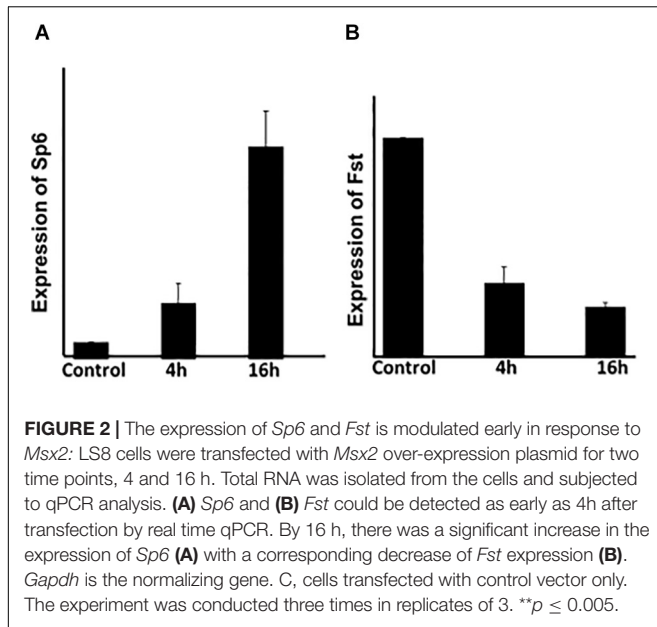 A
B
Expression of Sp6
Expression of Fst
Control 4h 16h
Control 4h 16h
FIGURE 2 | The expression of Sp6 and Fst is modulated early in response to
Msx2: LS8 cells were transfected with Msx2 over-expression plasmid for two
time points, 4 and 16 h. Total RNA was isolated from the cells and subjected
to qPCR analysis. (A) Sp6 and (B) Fst could be detected as early as 4h after
transfection by real time qPCR. By 16 h, there was a significant increase in the
expression of Sp6 (A) with a corresponding decrease of Fst expression (B).
Gapdh is the normalizing gene. C, cells transfected with control vector only.
The experiment was conducted three times in replicates of 3. **p ≤ 0.005.